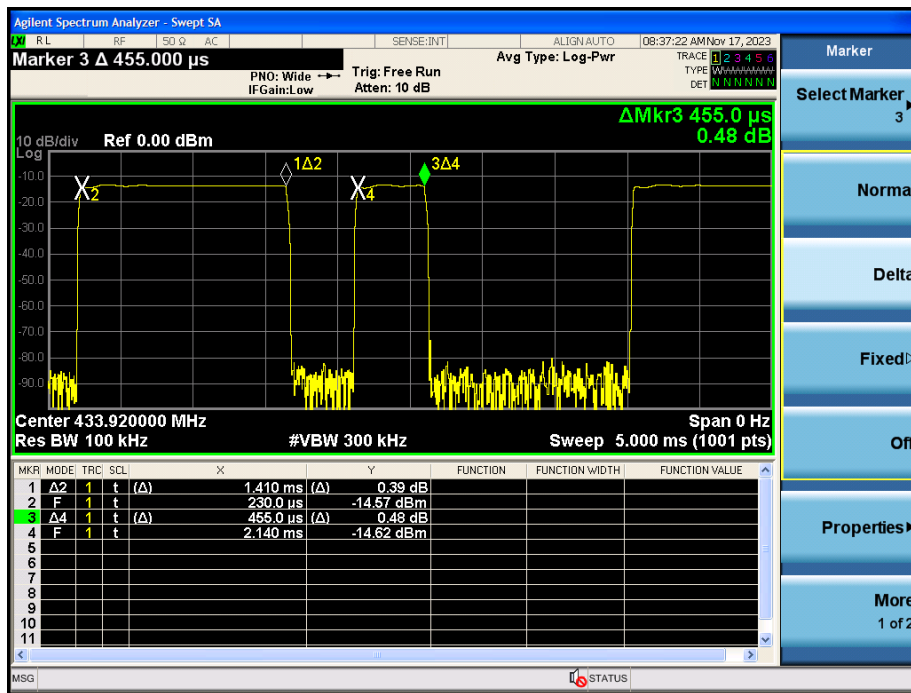 Agilent Spectrum Analyzer - Swept SA
LXI RL RF 50 Ω AC SENSE:INT ALIGN AUTO 08:37:22 AM Nov 17, 2023
Marker 3 Δ 455.000 µs
PNO: Wide Trig: Free Run Avg Type: Log-Pwr TRACE 1 2 3 4 5 6
IFGain:Low Atten: 10 dB TYPE W
DET N N N N N N
ΔMkr3 455.0 µs
0.48 dB
10 dB/div Ref 0.00 dBm
Log
-10.0
-20.0
-30.0
-40.0
-50.0
-60.0
-70.0
-80.0
-90.0
2
1Δ2
4
3Δ4
Center 433.920000 MHz Span 0 Hz
Res BW 100 kHz #VBW 300 kHz Sweep 5.000 ms (1001 pts)
MKR MODE TRC SCL X Y FUNCTION FUNCTION WIDTH FUNCTION VALUE
1 Δ2 1 t (Δ) 1.410 ms (Δ) 0.39 dB
2 F 1 t 230.0 µs -14.57 dBm
3 Δ4 1 t (Δ) 455.0 µs (Δ) 0.48 dB
4 F 1 t 2.140 ms -14.62 dBm
5
6
7
8
9
10
11
MSG STATUS
Marker
Select Marker
3
Norma
Delta
Fixed
Off
Properties
More
1 of 2